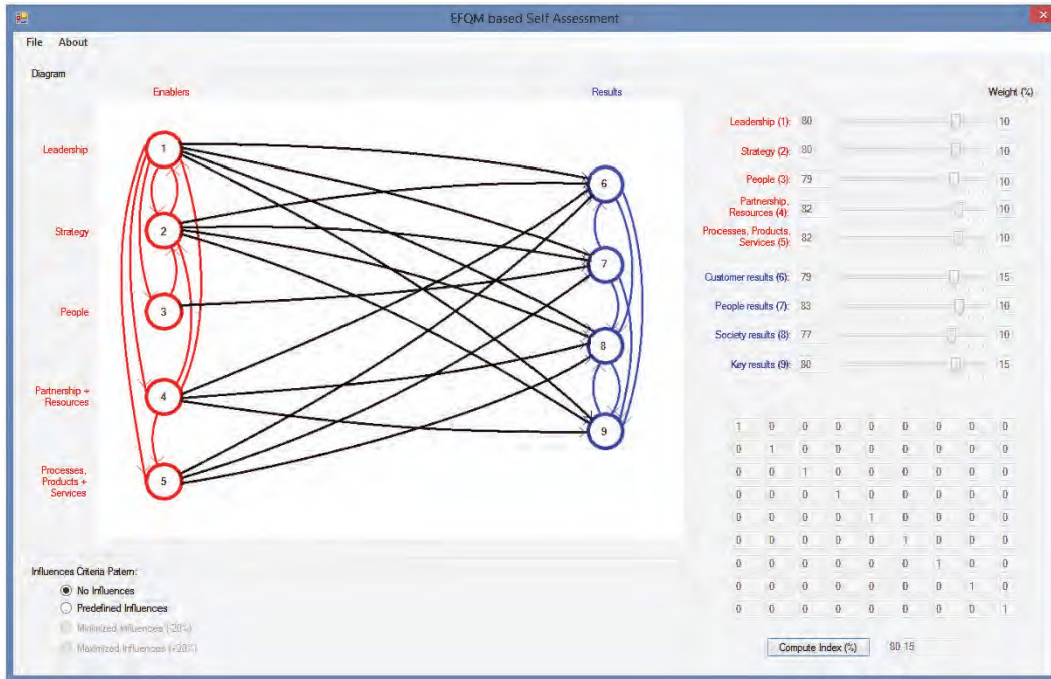 EFQM based Self Assessment
File About
Diagram
Enablers Results Weight (%)
Leadership
Strategy
People
Partnership +
Resources
Processes,
Products +
Services
1
2
3
4
5
6
7
8
9
Leadership (1): 80 10
Strategy (2): 80 10
People (3): 79 10
Partnership,
Resources (4): 82 10
Processes, Products,
Services (5): 82 10
Customer results (6): 79 15
People results (7): 83 10
Society results (8): 77 10
Key results (9): 80 15
1 0 0 0 0 0 0 0 0
0 1 0 0 0 0 0 0 0
0 0 1 0 0 0 0 0 0
0 0 0 1 0 0 0 0 0
0 0 0 0 1 0 0 0 0
0 0 0 0 0 1 0 0 0
0 0 0 0 0 0 1 0 0
0 0 0 0 0 0 0 1 0
0 0 0 0 0 0 0 0 1
Influences Criteria Patern:
No Influences
Predefined Influences
Minimized Influences (-20%)
Maximized Influences (+20%)
Compute Index (%) 80.15